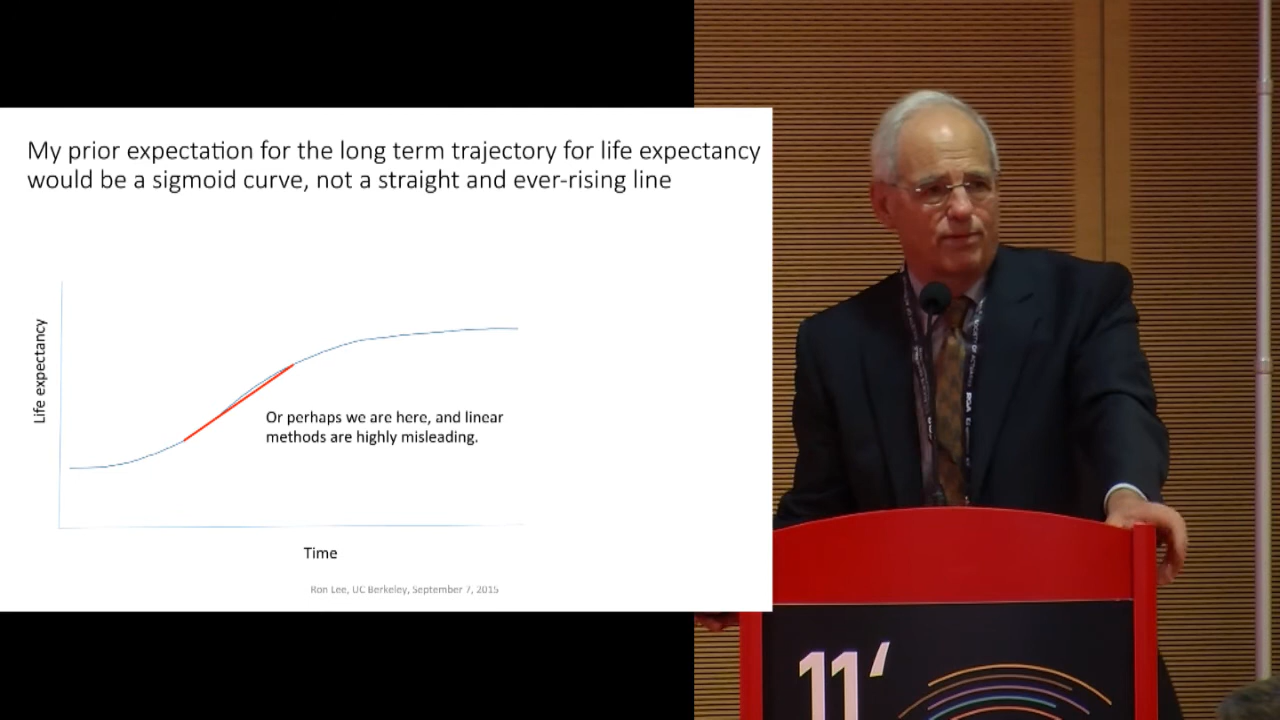 My prior expectation for the long term trajectory for life expectancy
would be a sigmoid curve, not a straight and ever-rising line
Life expectancy
Or perhaps we are here, and linear
methods are highly misleading.
Time
Ron Lee, UC Berkeley, September 7, 2015
11‘